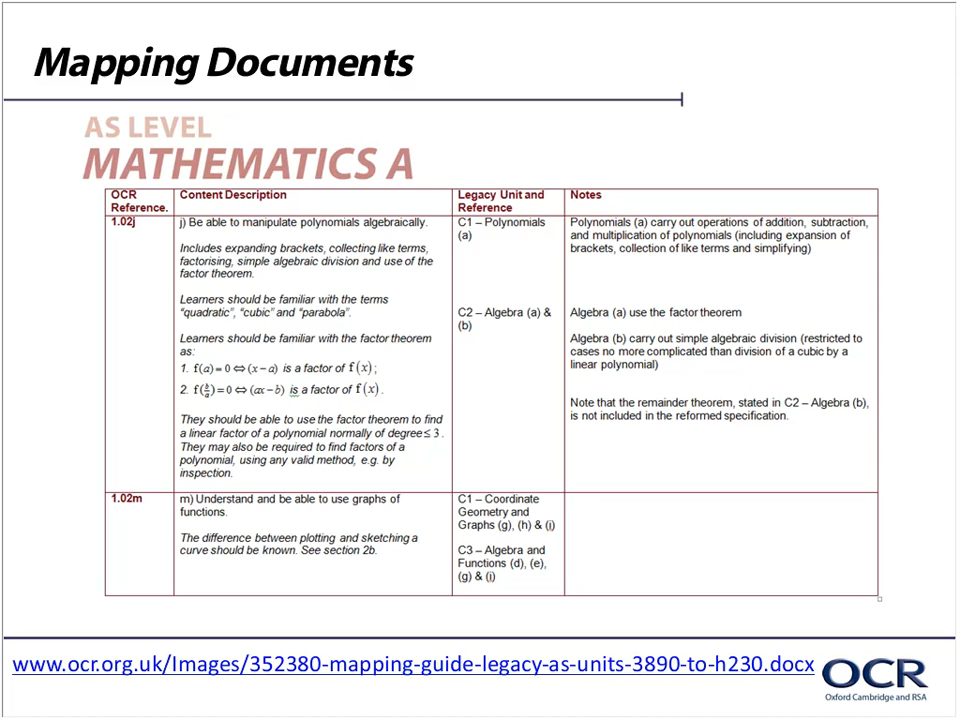 Mapping Documents
AS LEVEL
MATHEMATICS A
OCR
Reference.
Content Description
Legacy Unit and
Reference
Notes
1.02j
j) Be able to manipulate polynomials algebraically.
Includes expanding brackets, collecting like terms,
factorising, simple algebraic division and use of the
factor theorem.
Learners should be familiar with the terms
“quadratic”, “cubic” and “parabola”.
Learners should be familiar with the factor theorem
as:
1. f(a) = 0 ⇔ (x − a) is a factor of f(x);
2. f(b/a) = 0 ⇔ (ax − b) is a factor of f(x).
They should be able to use the factor theorem to find
a linear factor of a polynomial normally of degree ≤ 3.
They may also be required to find factors of a
polynomial, using any valid method, e.g. by
inspection.
C1 – Polynomials
(a)
C2 – Algebra (a) &
(b)
Polynomials (a) carry out operations of addition, subtraction,
and multiplication of polynomials (including expansion of
brackets, collection of like terms and simplifying)
Algebra (a) use the factor theorem
Algebra (b) carry out simple algebraic division (restricted to
cases no more complicated than division of a cubic by a
linear polynomial)
Note that the remainder theorem, stated in C2 – Algebra (b),
is not included in the reformed specification.
1.02m
m) Understand and be able to use graphs of
functions.
The difference between plotting and sketching a
curve should be known. See section 2b.
C1 – Coordinate
Geometry and
Graphs (g), (h) & (i)
C3 – Algebra and
Functions (d), (e),
(g) & (i)
www.ocr.org.uk/Images/352380-mapping-guide-legacy-as-units-3890-to-h230.docx
OCR
Oxford Cambridge and RSA